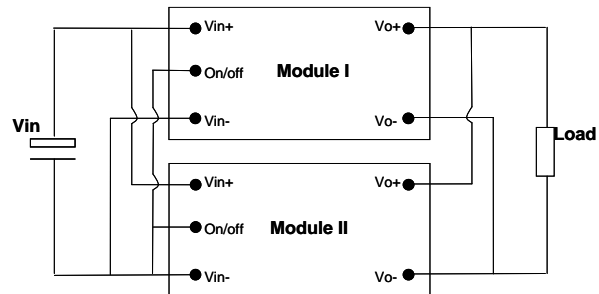 Vin+
Vo+
On/off
Module I
Vin-
Vo-
Vin
Load
Vin+
Vo+
On/off
Module II
Vin-
Vo-